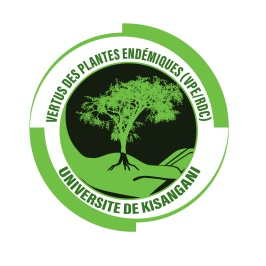 VERTUS DES PLANTES ENDÉMIQUES (VPE/RDC)
UNIVERSITE DE KISANGANI